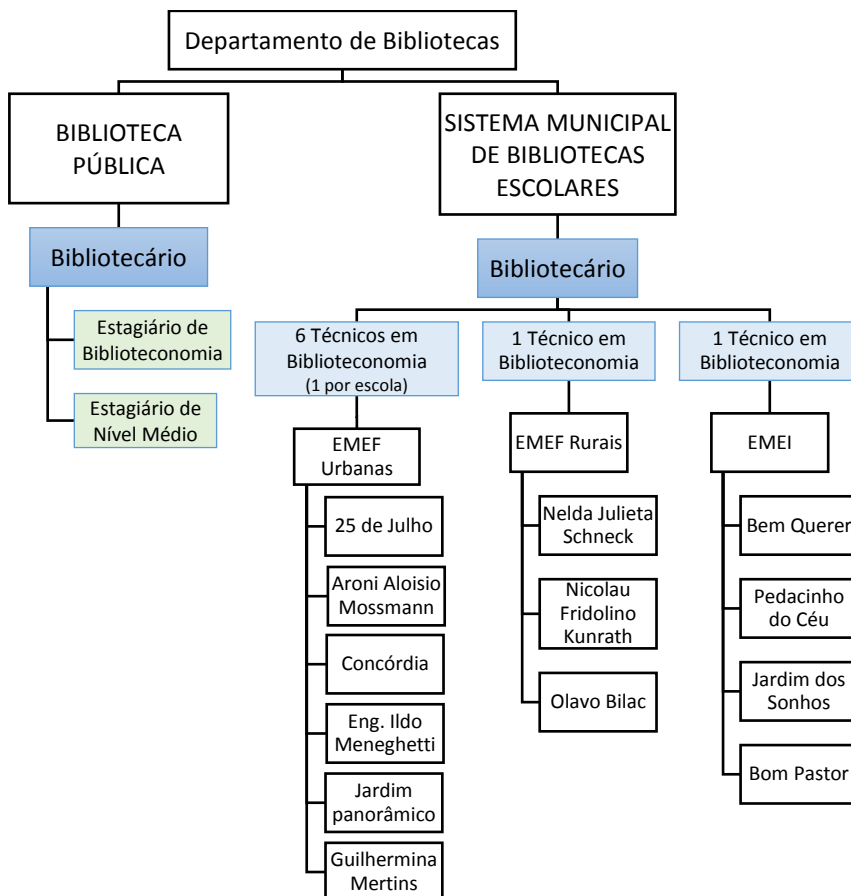 Departamento de Bibliotecas
BIBLIOTECA
PÚBLICA
SISTEMA MUNICIPAL
DE BIBLIOTECAS
ESCOLARES
Bibliotecário
Bibliotecário
Estagiário de
Biblioteconomia
Estagiário de
Nível Médio
6 Técnicos em
Biblioteconomia
(1 por escola)
1 Técnico em
Biblioteconomia
1 Técnico em
Biblioteconomia
EMEF
Urbanas
25 de Julho
Aroni Aloisio
Mossmann
Concórdia
Eng. Ildo
Meneghetti
Jardim
panorâmico
Guilhermina
Mertins
EMEF Rurais
Nelda Julieta
Schneck
Nicolau
Fridolino
Kunrath
Olavo Bilac
EMEI
Bem Querer
Pedacinho
do Céu
Jardim dos
Sonhos
Bom Pastor